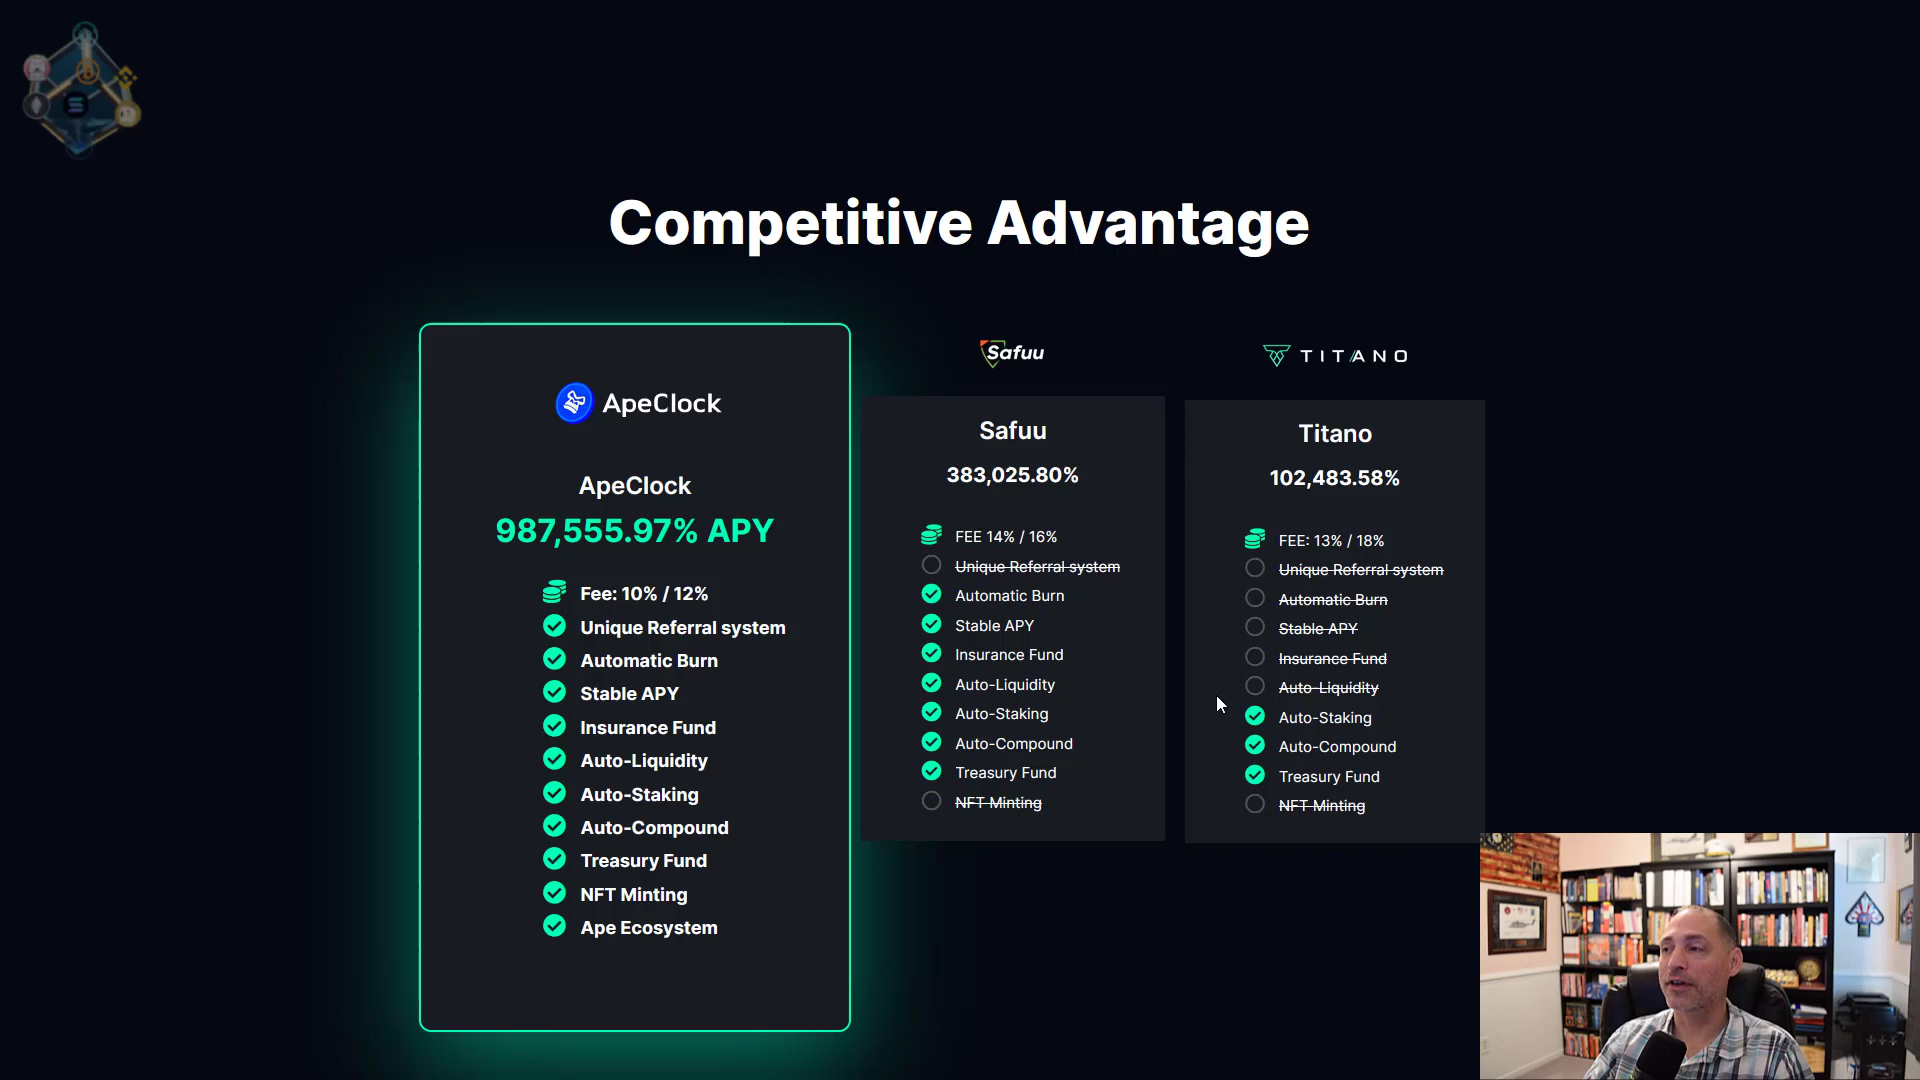 Competitive Advantage
ApeClock
ApeClock
987,555.97% APY
Fee: 10% / 12%
Unique Referral system
Automatic Burn
Stable APY
Insurance Fund
Auto-Liquidity
Auto-Staking
Auto-Compound
Treasury Fund
NFT Minting
Ape Ecosystem
Safuu
Safuu
383,025.80%
FEE 14% / 16%
Unique Referral system
Automatic Burn
Stable APY
Insurance Fund
Auto-Liquidity
Auto-Staking
Auto-Compound
Treasury Fund
NFT Minting
TITANO
Titano
102,483.58%
FEE: 13% / 18%
Unique Referral system
Automatic Burn
Stable APY
Insurance Fund
Auto-Liquidity
Auto-Staking
Auto-Compound
Treasury Fund
NFT Minting